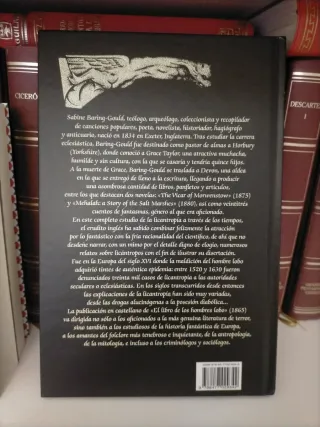 CICERÓ
DESCARTES
I
Sabine Baring-Gould, teólogo, arqueólogo, coleccionista y recopilador
de canciones populares, poeta, novelista, historiador, hagiógrafo
y anticuario, nació en 1834 en Exeter, Inglaterra. Tras estudiar la carrera
eclesiástica, Baring-Gould fue destinado como pastor de almas a Horbury
(Yorkshire), donde conoció a Grace Taylor, una atractiva muchacha,
humilde y sin cultura, con la que se casaría y tendría quince hijos.
A la muerte de Grace, Baring-Gould se traslada a Devon, una aldea
en la que se entregó de lleno a la escritura, llegando a producir
una asombrosa cantidad de libros, panfletos y artículos,
entre los que destacan dos novelas: «The Vicar of Morwenstow» (1875)
y «Mehalah: a Story of the Salt Marshes» (1880), así como veintitrés
cuentos de fantasmas, género al que era aficionado.
En este completo estudio de la licantropía a través de los tiempos,
el erudito inglés ha sabido combinar felizmente la atracción
por lo fantástico con la fría racionalidad del científico, de ahí que no
desdeñe narrar, con un mimo por el detalle digno de elogio, numerosos
relatos sobre licántropos con el fin de ilustrar su disertación.
Fue en la Europa del siglo XVI donde la maldición del hombre lobo
adquirió tintes de auténtica epidemia: entre 1520 y 1630 fueron
denunciados treinta mil casos de licantropía a las autoridades
seculares o eclesiásticas. En los siglos transcurridos desde entonces
las explicaciones de la licantropía han sido muy variadas,
desde las drogas alucinógenas a la posesión diabólica...
La publicación en castellano de «El libro de los hombres lobo» (1865)
va dirigida no sólo a los aficionados a la más genuina literatura de terror,
sino también a los estudiosos de la historia fantástica de Europa,
a los amantes del folclore más tenebroso e inquietante, de la antropología,
de la mitología, e incluso a los criminólogos y sociólogos.